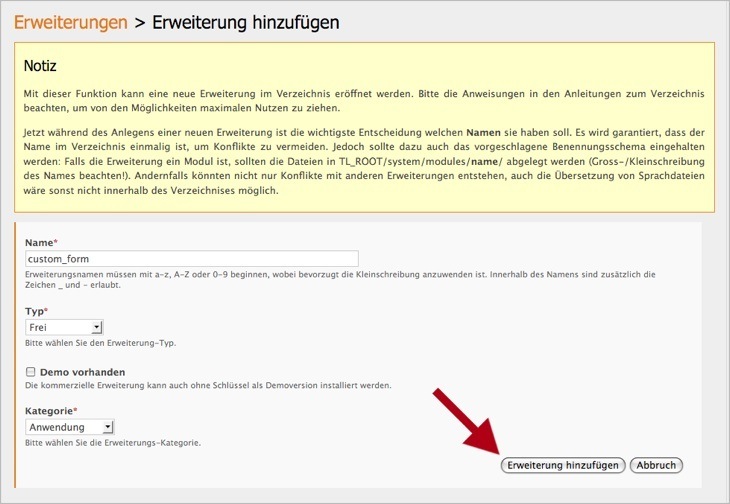 Erweiterungen > Erweiterung hinzufügen
Notiz
Mit dieser Funktion kann eine neue Erweiterung im Verzeichnis eröffnet werden. Bitte die Anweisungen in den Anleitungen zum Verzeichnis
beachten, um von den Möglichkeiten maximalen Nutzen zu ziehen.
Jetzt während des Anlegens einer neuen Erweiterung ist die wichtigste Entscheidung welchen Namen sie haben soll. Es wird garantiert, dass der
Name im Verzeichnis einmalig ist, um Konflikte zu vermeiden. Jedoch sollte dazu auch das vorgeschlagene Benennungsschema eingehalten
werden: Falls die Erweiterung ein Modul ist, sollten die Dateien in TL_ROOT/system/modules/name/ abgelegt werden (Gross-/Kleinschreibung
des Namens beachten!). Andernfalls könnten nicht nur Konflikte mit anderen Erweiterungen entstehen, auch die Übersetzung von Sprachdateien
wäre sonst nicht innerhalb des Verzeichnises möglich.
Name*
custom_form
Erweiterungsnamen müssen mit a-z, A-Z oder 0-9 beginnen, wobei bevorzugt die Kleinschreibung anzuwenden ist. Innerhalb des Namens sind zusätzlich die
Zeichen _ und - erlaubt.
Typ*
Frei
Bitte wählen Sie den Erweiterung-Typ.
Demo vorhanden
Die kommerzielle Erweiterung kann auch ohne Schlüssel als Demoversion installiert werden.
Kategorie*
Anwendung
Bitte wählen Sie die Erweiterungs-Kategorie.
Erweiterung hinzufügen Abbruch